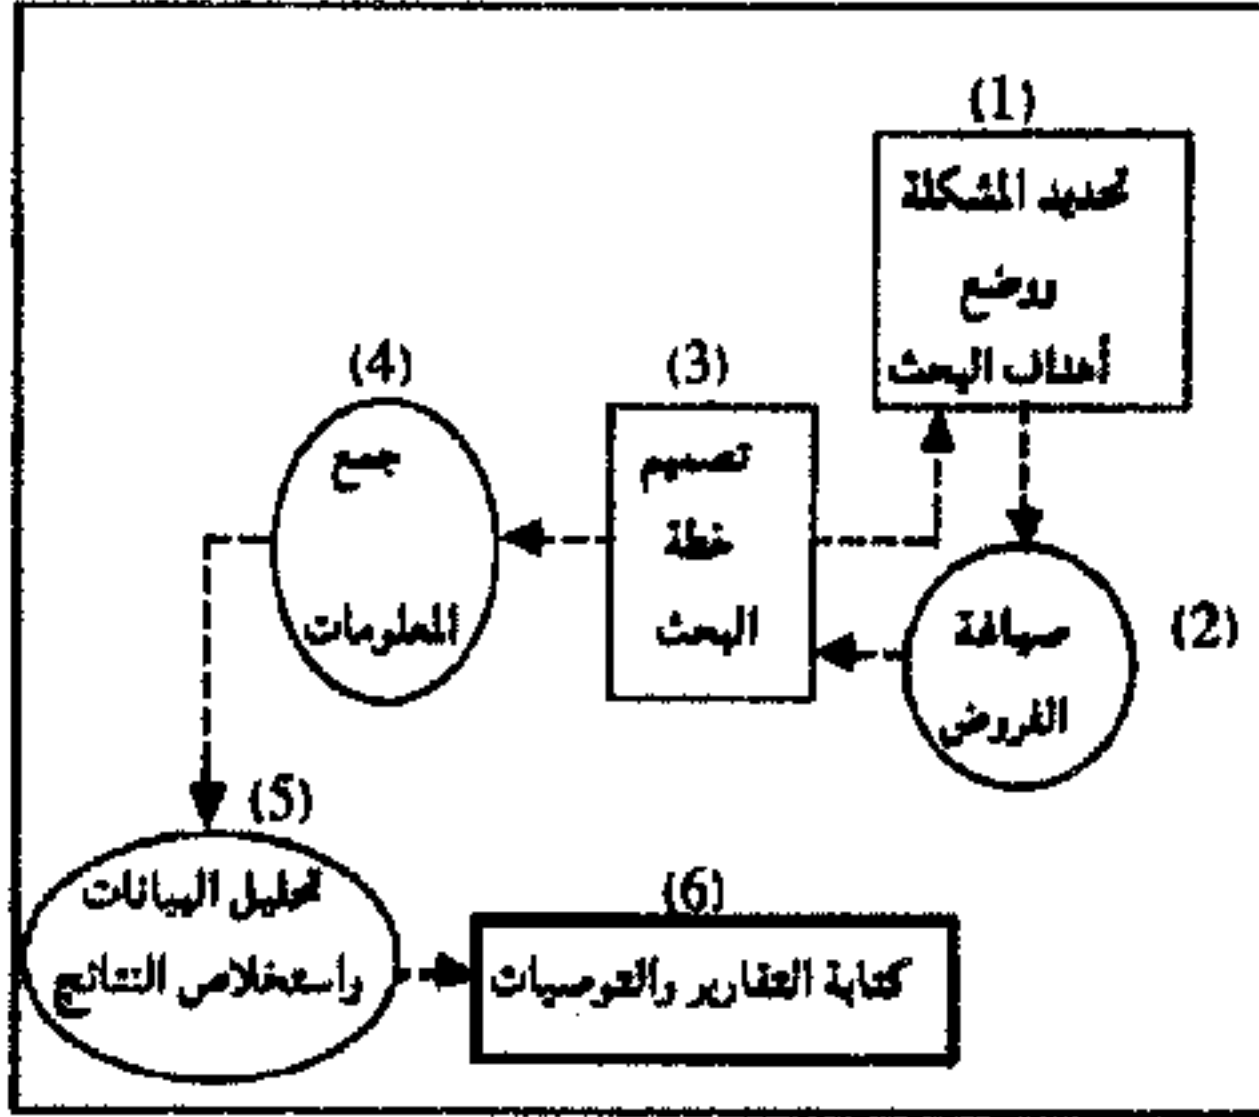 (1)
تحديد المشكلة
ووضع
أهداف البحث
(2)
صياغة
الفروض
(3)
تصميم
خطة
البحث
(4)
جمع
المعلومات
(5)
تحليل البيانات
واستخلاص النتائج
(6)
كتابة التقارير والتوصيات